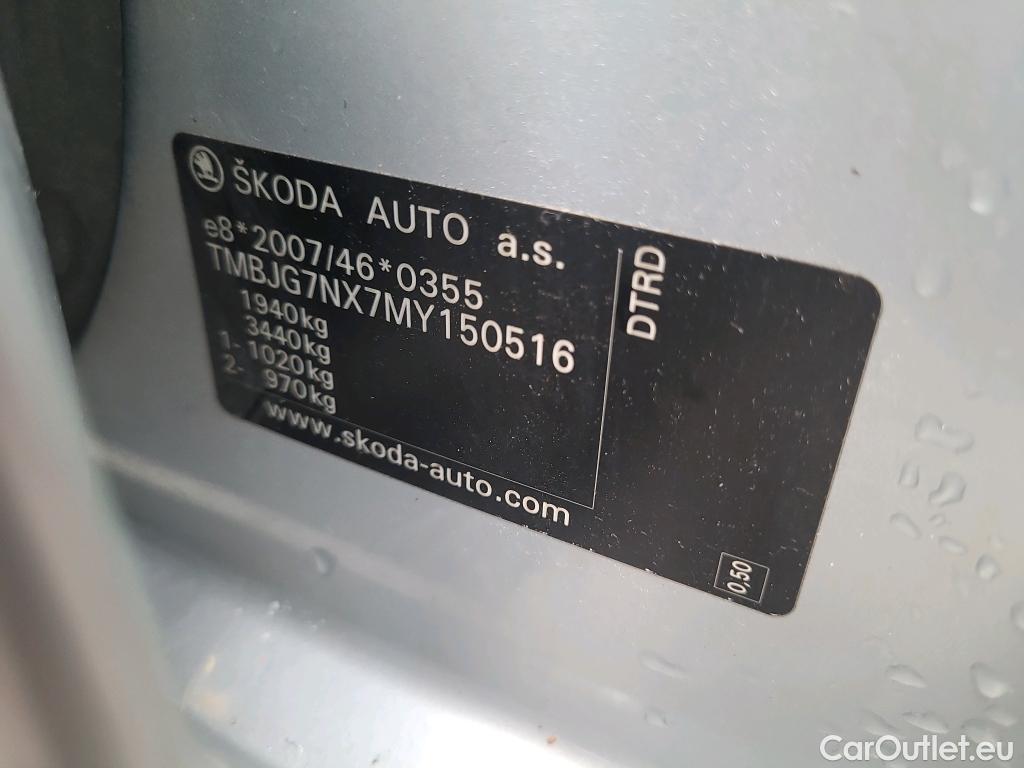 ŠKODA AUTO a.s.
e8*2007/46*0355
TMBJG7NX7MY150516
1940kg
3440kg
1- 1020kg
2- 970kg
www.skoda-auto.com
DTRD
0,50
CarOutlet.eu